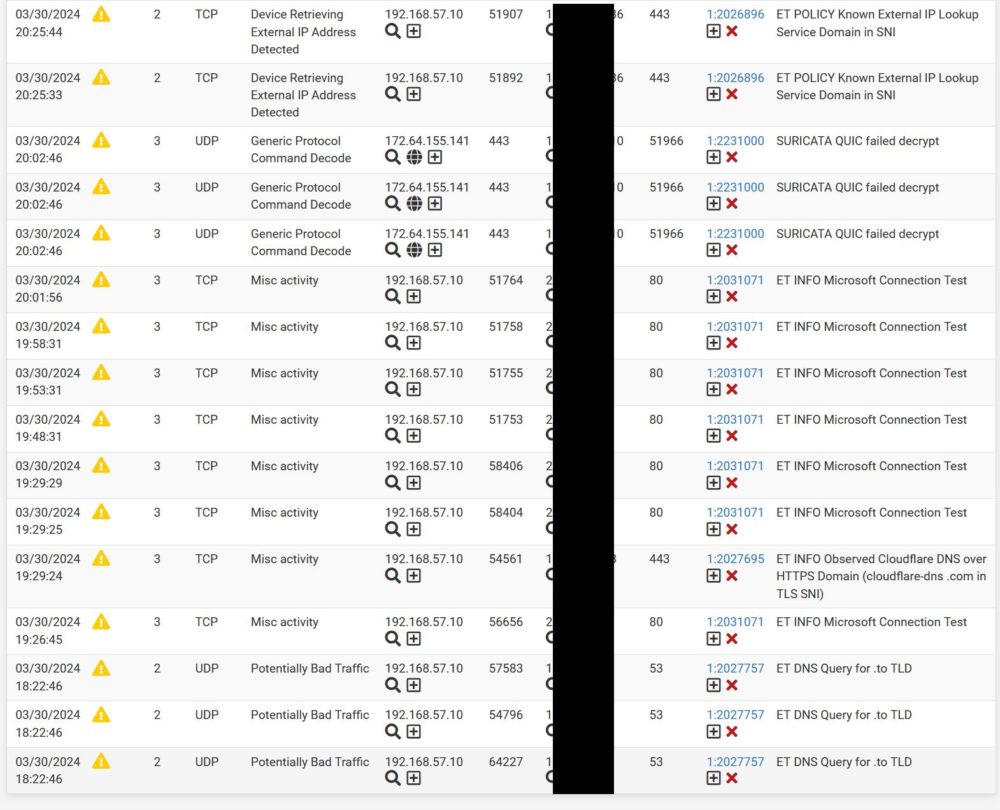 03/30/2024 2 TCP Device Retrieving 192.168.57.10 51907 1 36 443 1:2026896 ET POLICY Known External IP Lookup
20:25:44 External IP Address Service Domain in SNI
Detected
03/30/2024 2 TCP Device Retrieving 192.168.57.10 51892 1 36 443 1:2026896 ET POLICY Known External IP Lookup
20:25:33 External IP Address Service Domain in SNI
Detected
03/30/2024 3 UDP Generic Protocol 172.64.155.141 443 1 0 51966 1:2231000 SURICATA QUIC failed decrypt
20:02:46 Command Decode
03/30/2024 3 UDP Generic Protocol 172.64.155.141 443 1 0 51966 1:2231000 SURICATA QUIC failed decrypt
20:02:46 Command Decode
03/30/2024 3 UDP Generic Protocol 172.64.155.141 443 1 0 51966 1:2231000 SURICATA QUIC failed decrypt
20:02:46 Command Decode
03/30/2024 3 TCP Misc activity 192.168.57.10 51764 2 80 1:2031071 ET INFO Microsoft Connection Test
20:01:56
03/30/2024 3 TCP Misc activity 192.168.57.10 51758 2 80 1:2031071 ET INFO Microsoft Connection Test
19:58:31
03/30/2024 3 TCP Misc activity 192.168.57.10 51755 2 80 1:2031071 ET INFO Microsoft Connection Test
19:53:31
03/30/2024 3 TCP Misc activity 192.168.57.10 51753 2 80 1:2031071 ET INFO Microsoft Connection Test
19:48:31
03/30/2024 3 TCP Misc activity 192.168.57.10 58406 2 80 1:2031071 ET INFO Microsoft Connection Test
19:29:29
03/30/2024 3 TCP Misc activity 192.168.57.10 58404 2 80 1:2031071 ET INFO Microsoft Connection Test
19:29:25
03/30/2024 3 TCP Misc activity 192.168.57.10 54561 1 3 443 1:2027695 ET INFO Observed Cloudflare DNS over
19:29:24 HTTPS Domain (cloudflare-dns .com in
TLS SNI)
03/30/2024 3 TCP Misc activity 192.168.57.10 56656 2 80 1:2031071 ET INFO Microsoft Connection Test
19:26:45
03/30/2024 2 UDP Potentially Bad Traffic 192.168.57.10 57583 1 53 1:2027757 ET DNS Query for .to TLD
18:22:46
03/30/2024 2 UDP Potentially Bad Traffic 192.168.57.10 54796 1 53 1:2027757 ET DNS Query for .to TLD
18:22:46
03/30/2024 2 UDP Potentially Bad Traffic 192.168.57.10 64227 1 53 1:2027757 ET DNS Query for .to TLD
18:22:46